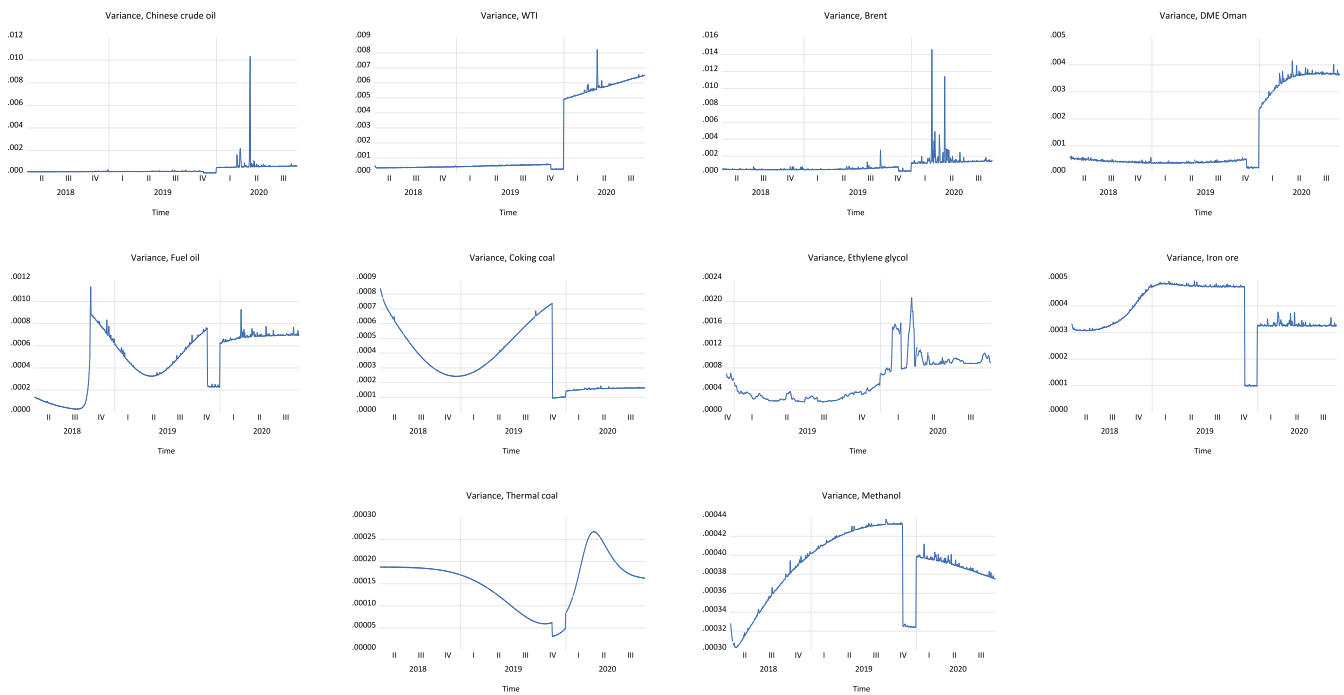 Variance, Chinese crude oil
.012
.010
.008
.006
.004
.002
.000
II III IV I II III IV I II III
2018 2019 2020
Time
Variance, WTI
.009
.008
.007
.006
.005
.004
.003
.002
.001
.000
II III IV I II III IV I II III
2018 2019 2020
Time
Variance, Brent
.016
.014
.012
.010
.008
.006
.004
.002
.000
II III IV I II III IV I II III
2018 2019 2020
Time
Variance, DME Oman
.005
.004
.003
.002
.001
.000
II III IV I II III IV I II III
2018 2019 2020
Time
Variance, Fuel oil
.0012
.0010
.0008
.0006
.0004
.0002
.0000
II III IV I II III IV I II III
2018 2019 2020
Time
Variance, Coking coal
.0009
.0008
.0007
.0006
.0005
.0004
.0003
.0002
.0001
.0000
II III IV I II III IV I II III
2018 2019 2020
Time
Variance, Ethylene glycol
.0024
.0020
.0016
.0012
.0008
.0004
.0000
IV I II III IV I II III
2019 2020
Time
Variance, Iron ore
.0005
.0004
.0003
.0002
.0001
.0000
II III IV I II III IV I II III
2018 2019 2020
Time
Variance, Thermal coal
.00030
.00025
.00020
.00015
.00010
.00005
.00000
II III IV I II III IV I II III
2018 2019 2020
Time
Variance, Methanol
.00044
.00042
.00040
.00038
.00036
.00034
.00032
.00030
II III IV I II III IV I II III
2018 2019 2020
Time